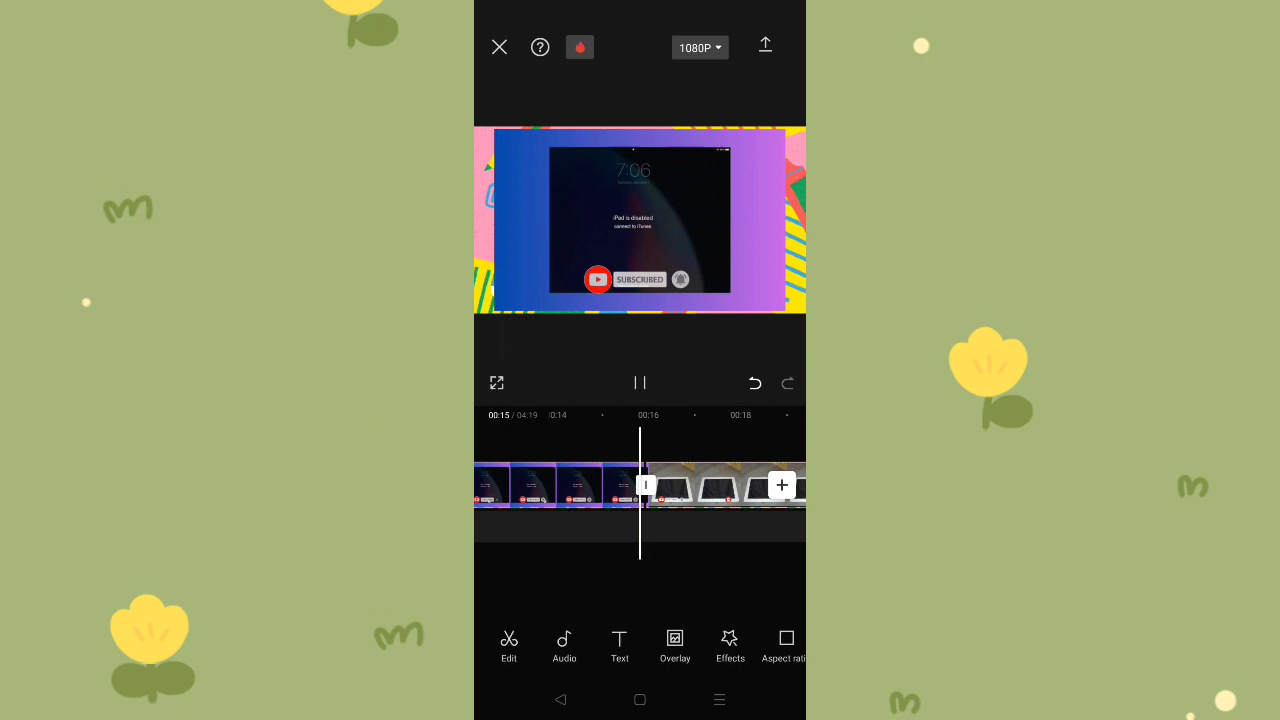 1080P
7:06
iPad is disabled
connect to iTunes
SUBSCRIBED
00:15 / 04:19
0:14
00:16
00:18
Edit
Audio
Text
Overlay
Effects
Aspect rati